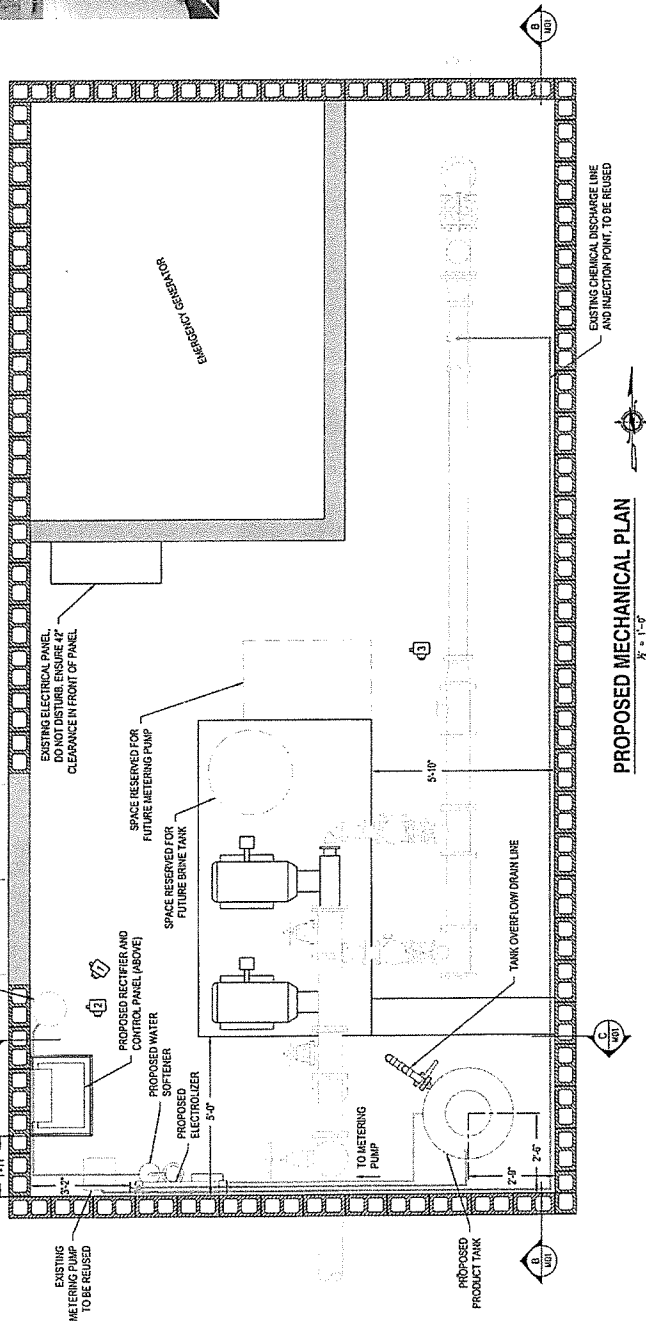 EMERGENCY GENERATOR
EXISTING ELECTRICAL PANEL,
DO NOT DISTURB. ENSURE 42"
CLEARANCE IN FRONT OF PANEL
SPACE RESERVED FOR
FUTURE METERING PUMP
SPACE RESERVED FOR
FUTURE BRINE TANK
1
2
PROPOSED RECTIFIER AND
CONTROL PANEL (ABOVE)
PROPOSED WATER
SOFTENER
PROPOSED
ELECTROLIZER
3'-2"
EXISTING
METERING PUMP
TO BE REUSED
5'-0"
5'-10"
3
TO METERING
PUMP
TANK OVERFLOW/ DRAIN LINE
PROPOSED
PRODUCT TANK
2'-9"
2'-6"
B
M01
B
M01
C
M01
EXISTING CHEMICAL DISCHARGE LINE
AND INJECTION POINT, TO BE REUSED
PROPOSED MECHANICAL PLAN